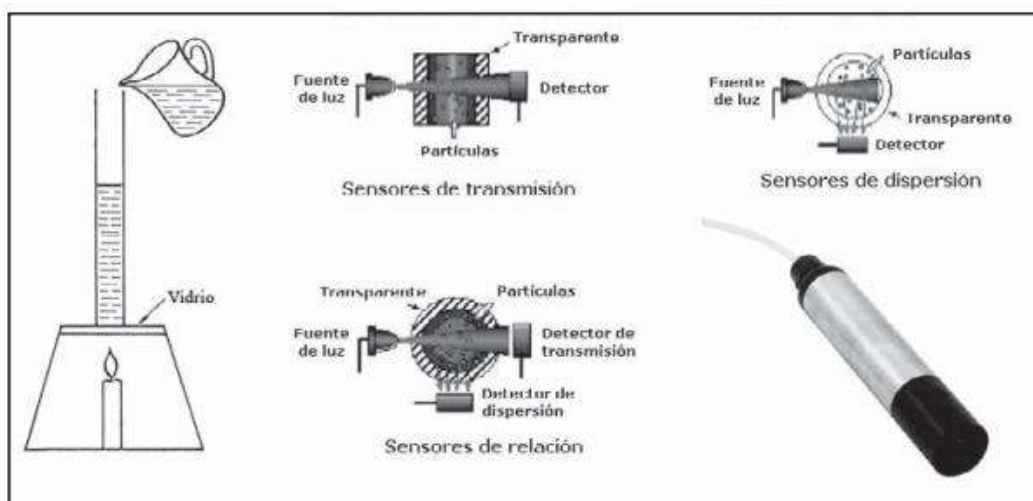 Vidrio
Transparente
Fuente
de luz
Detector
Partículas
Sensores de transmisión
Partículas
Fuente
de luz
Transparente
Detector
Sensores de dispersión
Transparente
Partículas
Fuente
de luz
Detector de
transmisión
Detector de
dispersión
Sensores de relación